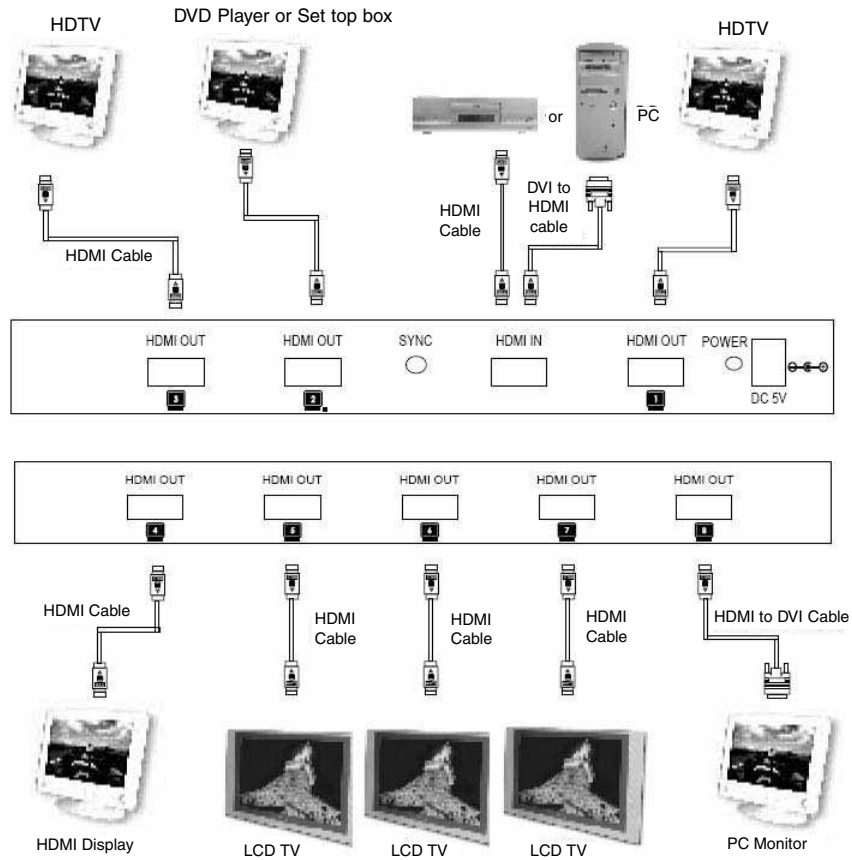 HDTV
DVD Player or Set top box
HDTV
or
PC
HDMI Cable
HDMI
Cable
DVI to
HDMI
cable
HDMI OUT
HDMI OUT
SYNC
HDMI IN
HDMI OUT
POWER
3
2
1
DC 5V
HDMI OUT
HDMI OUT
HDMI OUT
HDMI OUT
HDMI OUT
4
5
6
7
8
HDMI Cable
HDMI
Cable
HDMI
Cable
HDMI
Cable
HDMI to DVI Cable
HDMI Display
LCD TV
LCD TV
LCD TV
PC Monitor